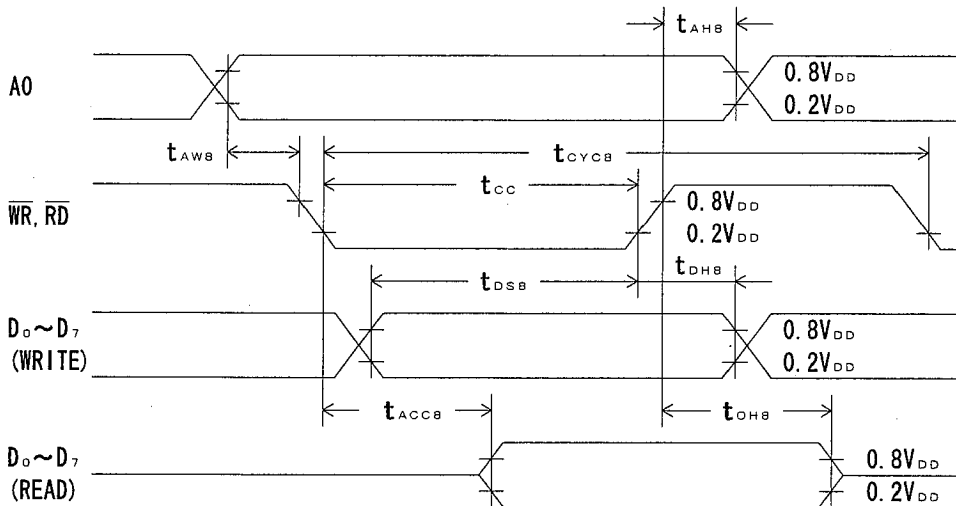 tAH8
A0
0.8VDD
0.2VDD
tAW8
tCYC8
tCC
WR, RD
0.8VDD
0.2VDD
tDS8
tDH8
D0~D7
(WRITE)
0.8VDD
0.2VDD
tACC8
tOH8
D0~D7
(READ)
0.8VDD
0.2VDD